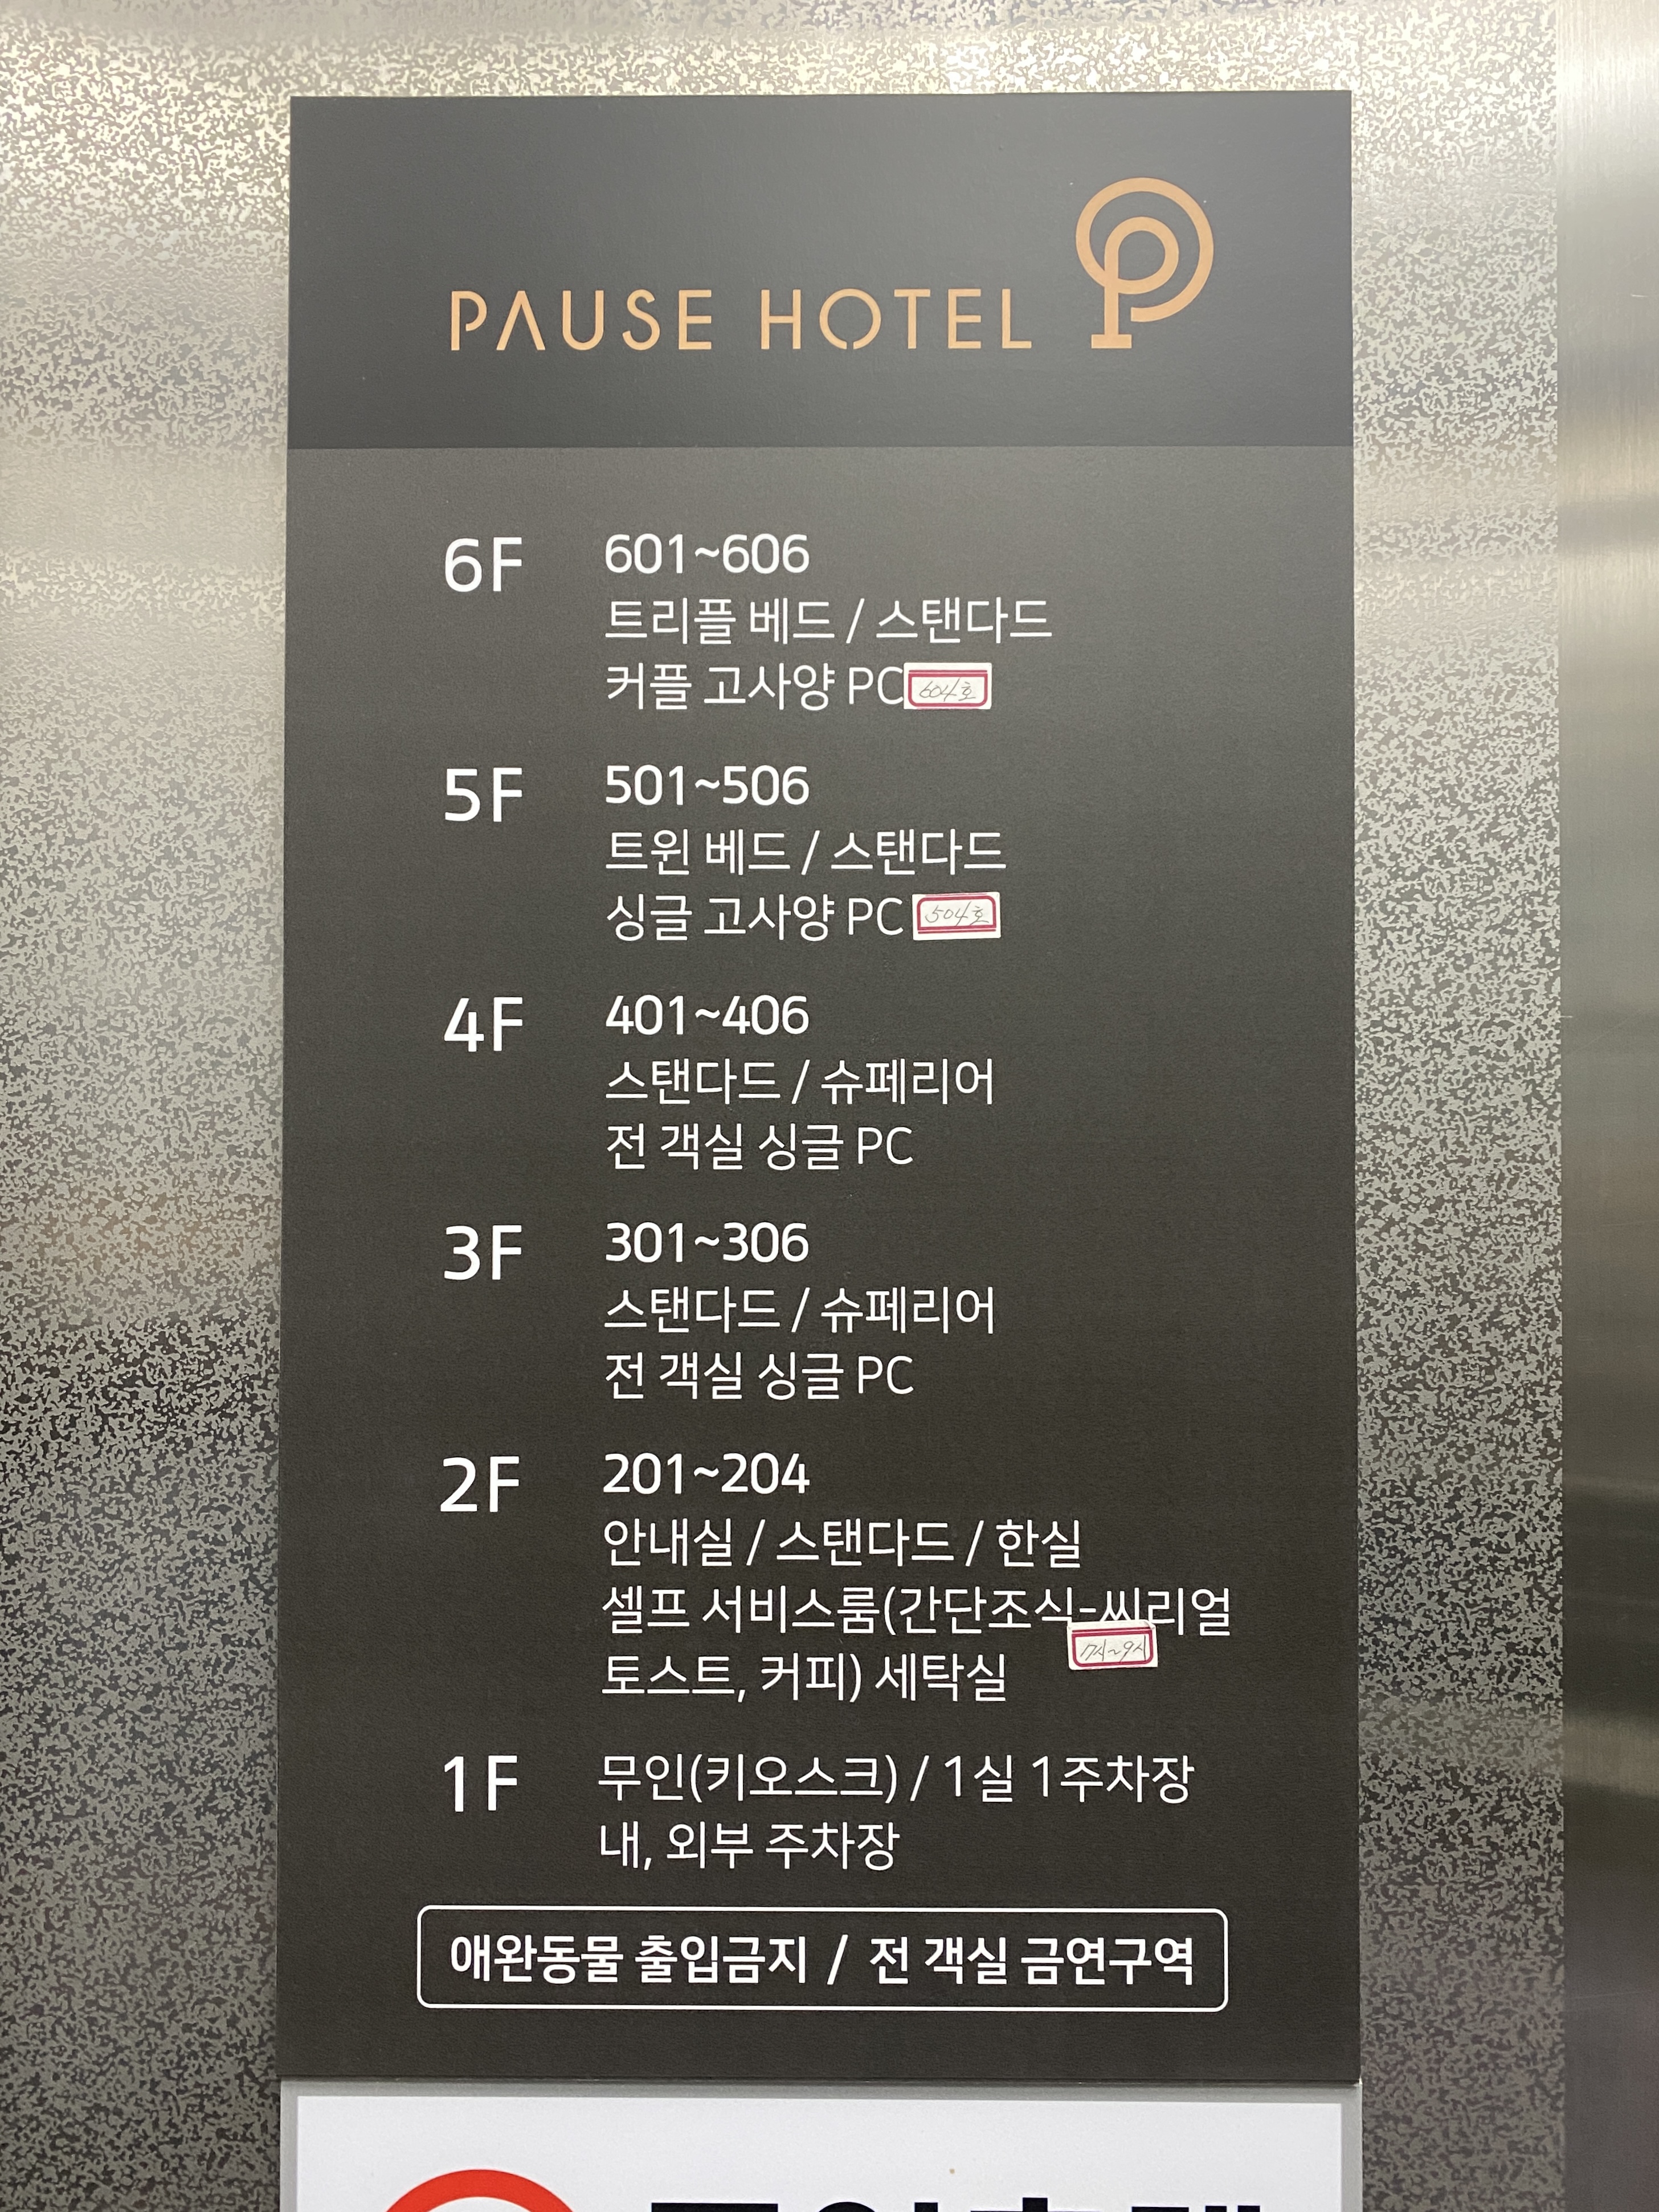 PAUSE HOTEL
6F 601~606
트리플 베드 / 스탠다드
커플 고사양 PC 604호
5F 501~506
트윈 베드 / 스탠다드
싱글 고사양 PC 504호
4F 401~406
스탠다드 / 슈페리어
전 객실 싱글 PC
3F 301~306
스탠다드 / 슈페리어
전 객실 싱글 PC
2F 201~204
안내실 / 스탠다드 / 한실
셀프 서비스룸(간단조식-씨리얼
7시~9시
토스트, 커피) 세탁실
1F 무인(키오스크) / 1실 1주차장
내, 외부 주차장
애완동물 출입금지 / 전 객실 금연구역